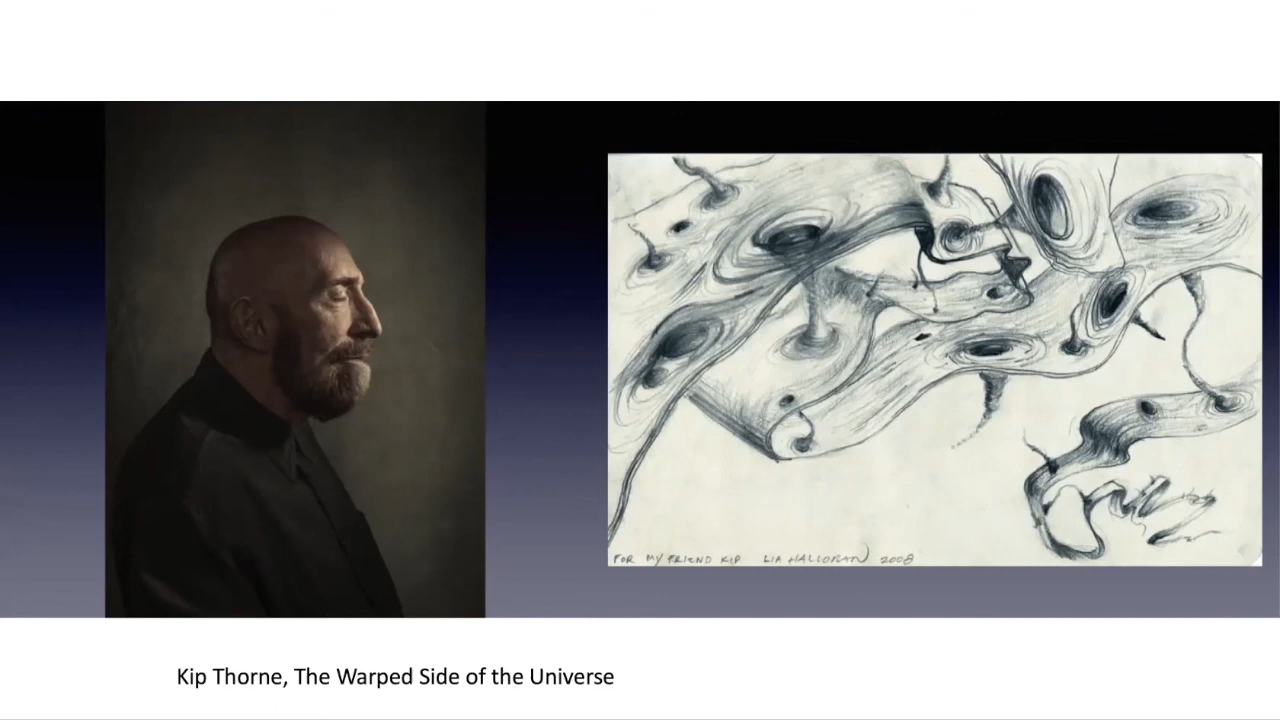 FOR MY FRIEND KIP LIA HALLORAN 2008
Kip Thorne, The Warped Side of the Universe